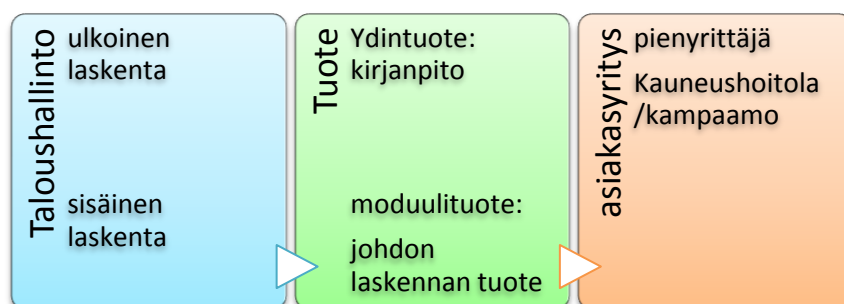 Taloushallinto
ulkoinen
laskenta
sisäinen
laskenta
Tuote
Ydintuote:
kirjanpito
moduulituote:
johdon
laskennan tuote
asiakasyritys
pienyrittäjä
Kauneushoitola
/kampaamo